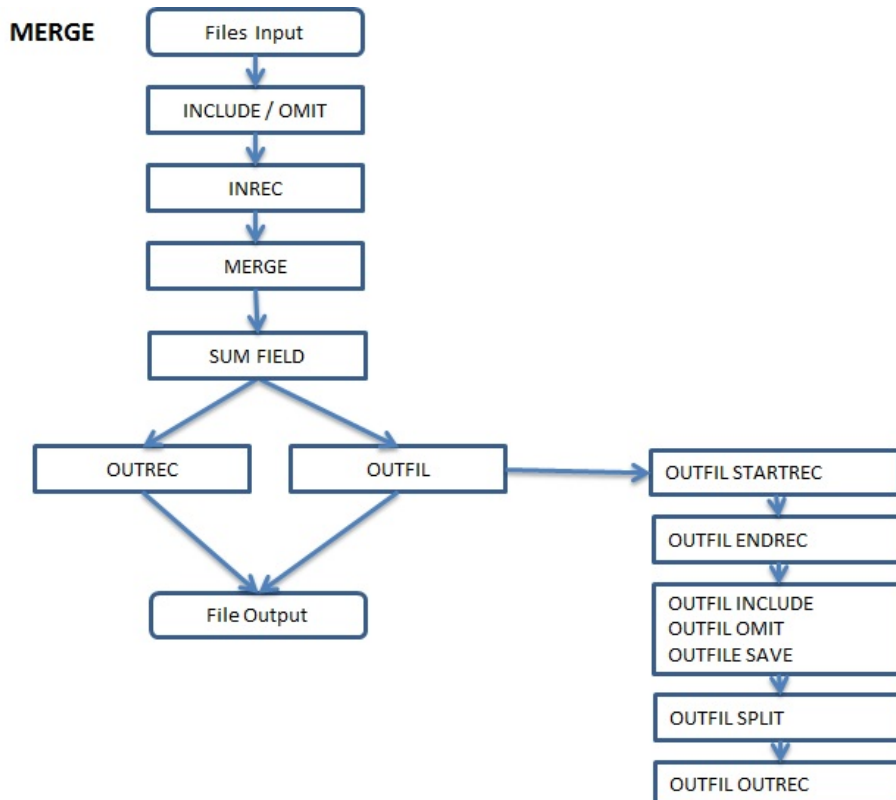 MERGE
Files Input
INCLUDE / OMIT
INREC
MERGE
SUM FIELD
OUTREC
OUTFIL
File Output
OUTFIL STARTREC
OUTFIL ENDREC
OUTFIL INCLUDE
OUTFIL OMIT
OUTFILE SAVE
OUTFIL SPLIT
OUTFIL OUTREC